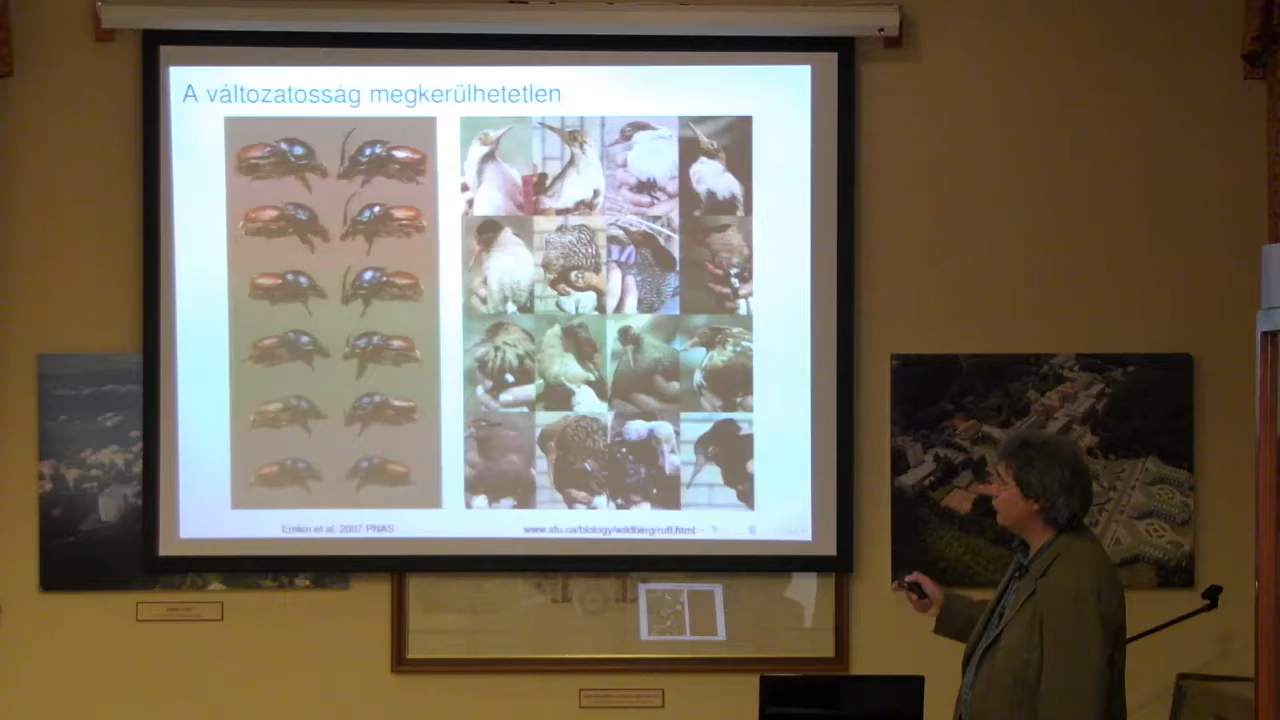 A változatosság megkerülhetetlen
Emlen et al. 2007 PNAS
www.sfu.ca/biology/wildberg/ruff.html